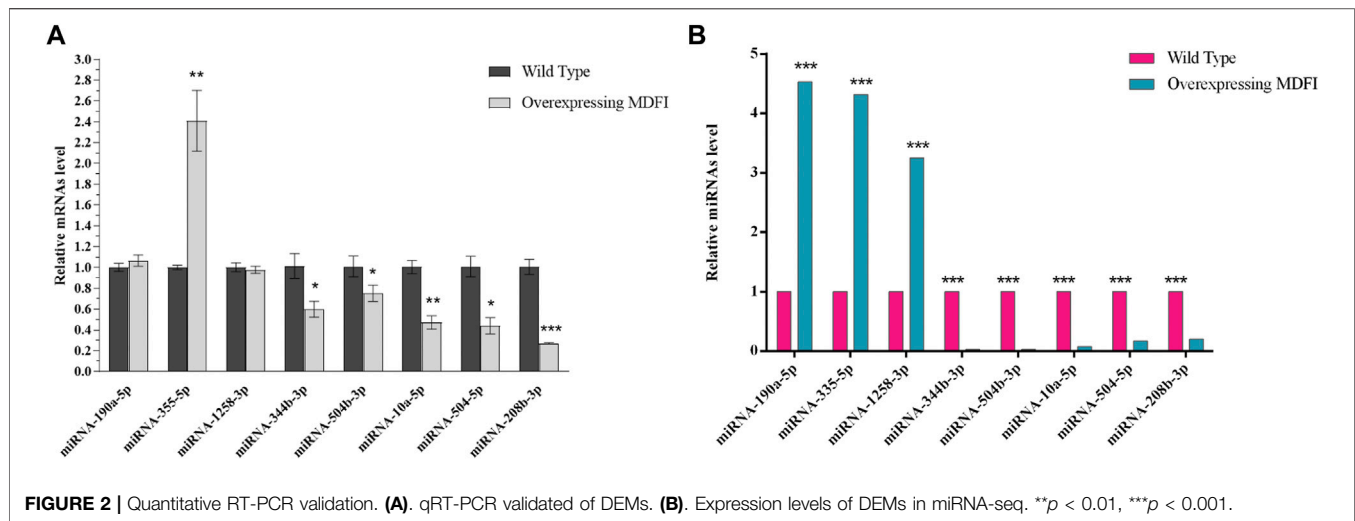 A
Relative mRNAs level
3.0
2.8
2.6
2.4
2.2
2.0
1.8
1.6
1.4
1.2
1.0
0.8
0.6
0.4
0.2
0.0
Wild Type
Overexpressing MDFI
**
*
*
**
*
***
miRNA-190a-5p
miRNA-355-5p
miRNA-1258-3p
miRNA-344b-3p
miRNA-504b-3p
miRNA-10a-5p
miRNA-504-5p
miRNA-208b-3p
B
Relative miRNAs level
5
4
3
2
1
0
Wild Type
Overexpressing MDFI
***
***
***
***
***
***
***
***
miRNA-190a-5p
miRNA-335-5p
miRNA-1258-3p
miRNA-344b-3p
miRNA-504b-3p
miRNA-10a-5p
miRNA-504-5p
miRNA-208b-3p
FIGURE 2 | Quantitative RT-PCR validation. (A). qRT-PCR validated of DEMs. (B). Expression levels of DEMs in miRNA-seq. **p < 0.01, ***p < 0.001.